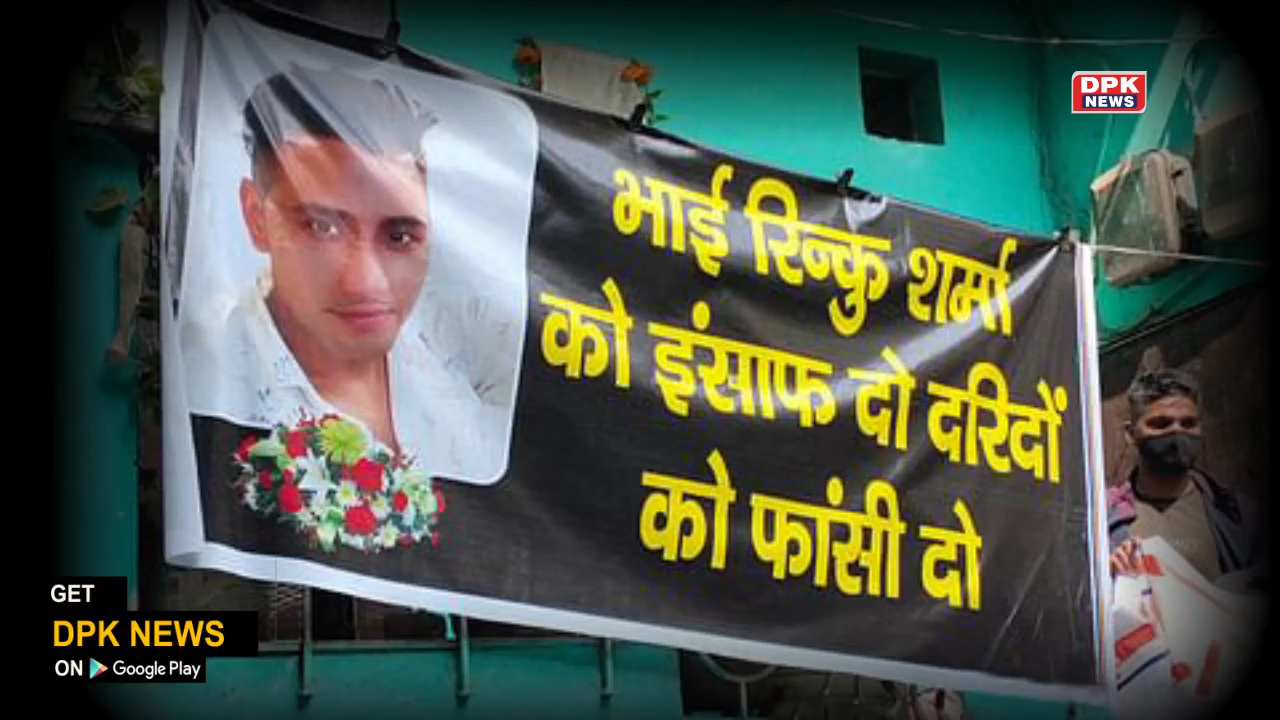 DPK
NEWS
भाई रिन्कु शर्मा
को इंसाफ दो दरिदों
को फांसी दो
GET
DPK NEWS
ON Google Play